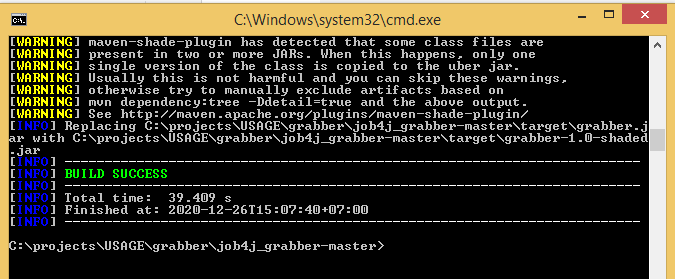 C:\Windows\system32\cmd.exe
[WARNING] maven-shade-plugin has detected that some class files are
[WARNING] present in two or more JARs. When this happens, only one
[WARNING] single version of the class is copied to the uber jar.
[WARNING] Usually this is not harmful and you can skip these warnings,
[WARNING] otherwise try to manually exclude artifacts based on
[WARNING] mvn dependency:tree -Ddetail=true and the above output.
[WARNING] See http://maven.apache.org/plugins/maven-shade-plugin/
[INFO] Replacing C:\projects\USAGE\grabber\job4j_grabber-master\target\grabber.j
ar with C:\projects\USAGE\grabber\job4j_grabber-master\target\grabber-1.0-shaded
.jar
[INFO] ------------------------------------------------------------------------
[INFO] BUILD SUCCESS
[INFO] ------------------------------------------------------------------------
[INFO] Total time:  39.409 s
[INFO] Finished at: 2020-12-26T15:07:40+07:00
[INFO] ------------------------------------------------------------------------
C:\projects\USAGE\grabber\job4j_grabber-master>